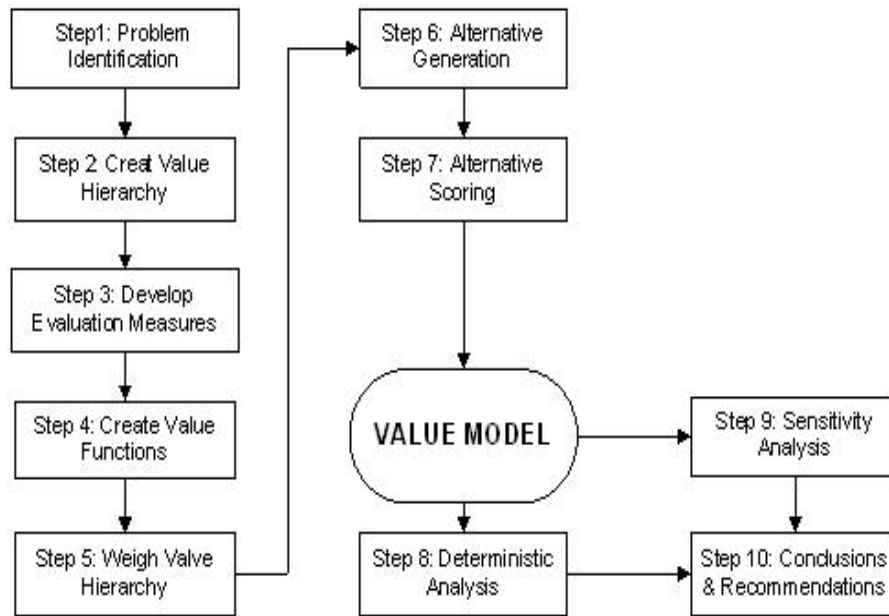 Step1: Problem
Identification
Step 2: Creat Value
Hierarchy
Step 3: Develop
Evaluation Measures
Step 4: Create Value
Functions
Step 5: Weigh Valve
Hierarchy
Step 6: Alternative
Generation
Step 7: Alternative
Scoring
VALUE MODEL
Step 8: Deterministic
Analysis
Step 9: Sensitivity
Analysis
Step 10: Conclusions
& Recommendations